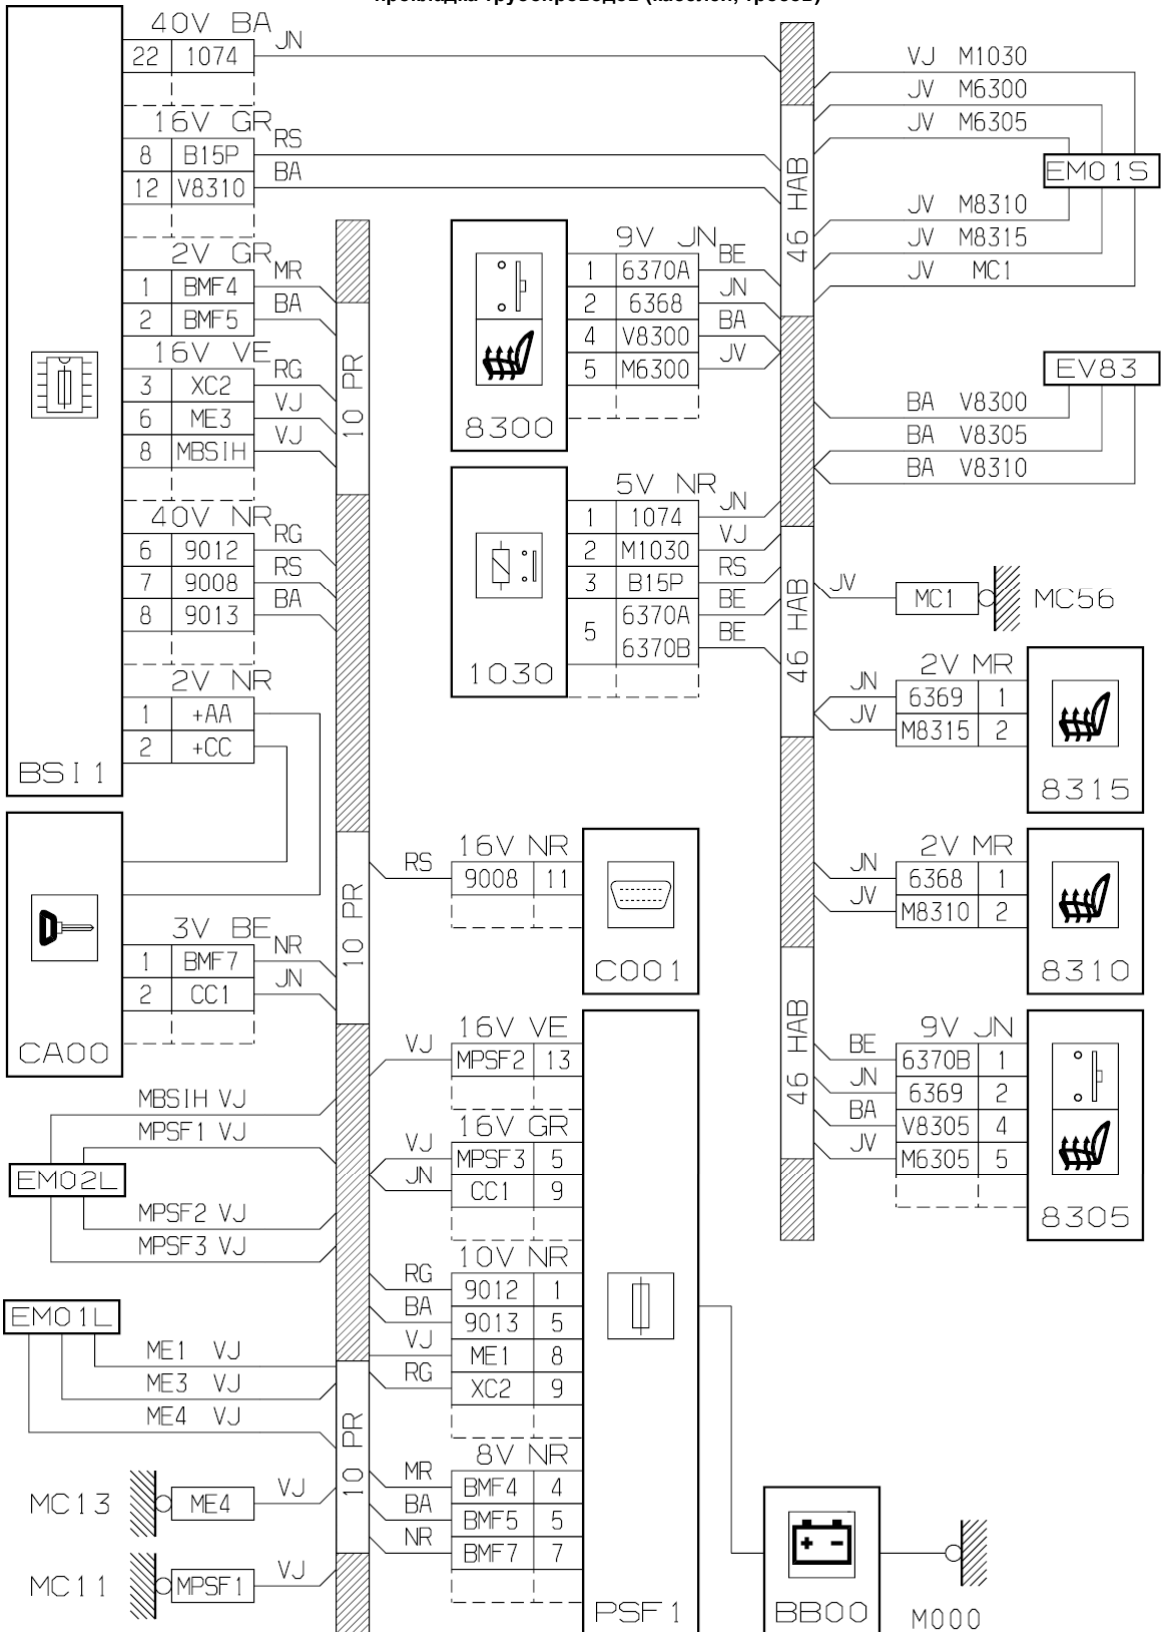 прокладка трубопроводов (кабелей, тросов)
40V BA
22 1074 JN
16V GR
8 B15P RS
12 V8310 BA
2V GR
1 BMF4 MR
2 BMF5 BA
16V VE
3 XC2 RG
6 ME3 VJ
8 MBSIH VJ
40V NR
6 9012 RG
7 9008 RS
8 9013 BA
2V NR
1 +AA
2 +CC
BSI1
3V BE
1 BMF7 NR
2 CC1 JN
CA00
MBSIH VJ
MPSF1 VJ
EM02L
MPSF2 VJ
MPSF3 VJ
EM01L
ME1 VJ
ME3 VJ
ME4 VJ
MC13 ME4 VJ
MC11 MPSF1 VJ
10 PR
10 PR
10 PR
9V JN
1 6370A BE
2 6368 JN
4 V8300 BA
5 M6300 JV
8300
5V NR
1 1074 JN
2 M1030 VJ
3 B15P RS
5 6370A BE
6370B BE
1030
16V NR
RS 9008 11
C001
16V VE
VJ MPSF2 13
16V GR
VJ MPSF3 5
JN CC1 9
10V NR
RG 9012 1
BA 9013 5
VJ ME1 8
RG XC2 9
8V NR
MR BMF4 4
BA BMF5 5
NR BMF7 7
PSF1
BB00
M000
46 HAB
46 HAB
46 HAB
VJ M1030
JV M6300
JV M6305
EM01S
JV M8310
JV M8315
JV MC1
EV83
BA V8300
BA V8305
BA V8310
JV MC1 MC56
2V MR
JN 6369 1
JV M8315 2
8315
2V MR
JN 6368 1
JV M8310 2
8310
9V JN
BE 6370B 1
JN 6369 2
BA V8305 4
JV M6305 5
8305